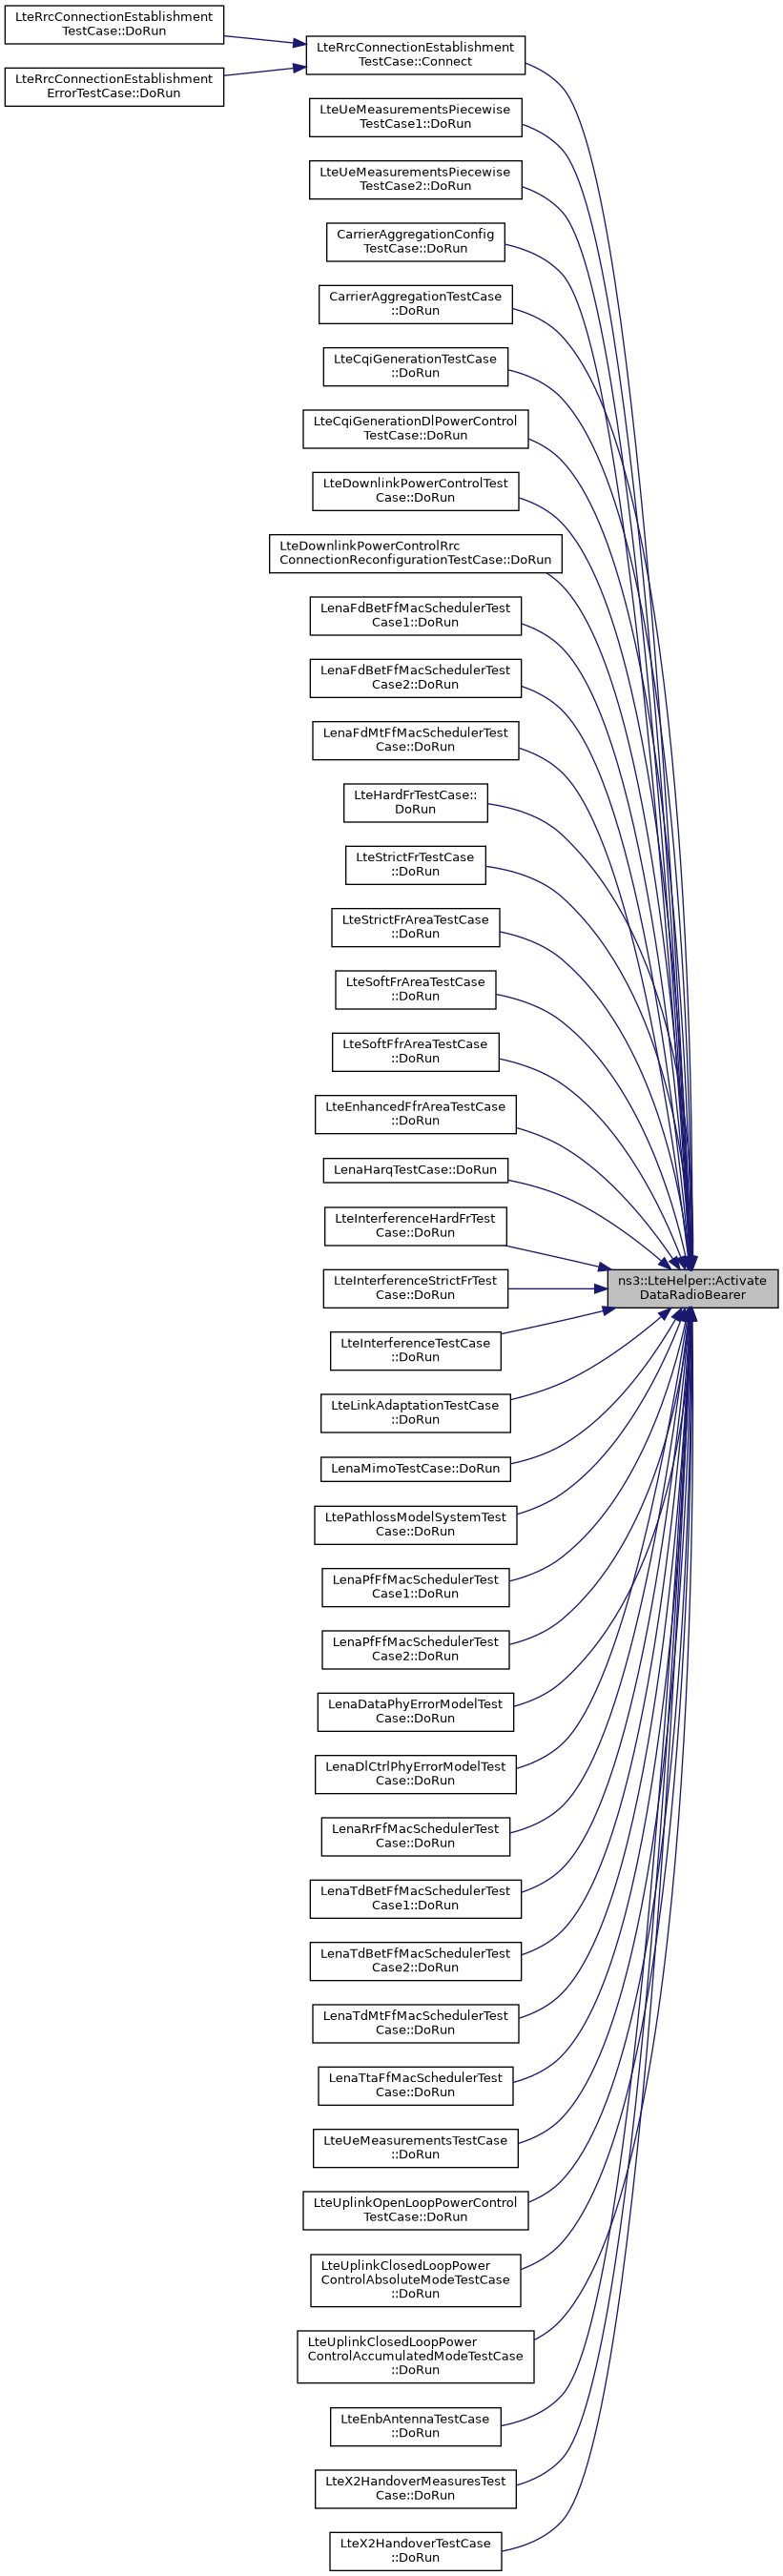 LteRrcConnectionEstablishment
TestCase::DoRun
LteRrcConnectionEstablishment
ErrorTestCase::DoRun
LteRrcConnectionEstablishment
TestCase::Connect
LteUeMeasurementsPiecewise
TestCase1::DoRun
LteUeMeasurementsPiecewise
TestCase2::DoRun
CarrierAggregationConfig
TestCase::DoRun
CarrierAggregationTestCase
::DoRun
LteCqiGenerationTestCase
::DoRun
LteCqiGenerationDlPowerControl
TestCase::DoRun
LteDownlinkPowerControlTest
Case::DoRun
LteDownlinkPowerControlRrc
ConnectionReconfigurationTestCase::DoRun
LenaFdBetFfMacSchedulerTest
Case1::DoRun
LenaFdBetFfMacSchedulerTest
Case2::DoRun
LenaFdMtFfMacSchedulerTest
Case::DoRun
LteHardFrTestCase::
DoRun
LteStrictFrTestCase
::DoRun
LteStrictFrAreaTestCase
::DoRun
LteSoftFrAreaTestCase
::DoRun
LteSoftFfrAreaTestCase
::DoRun
LteEnhancedFfrAreaTestCase
::DoRun
LenaHarqTestCase::DoRun
LteInterferenceHardFrTest
Case::DoRun
ns3::LteHelper::Activate
DataRadioBearer
LteInterferenceStrictFrTest
Case::DoRun
LteInterferenceTestCase
::DoRun
LteLinkAdaptationTestCase
::DoRun
LenaMimoTestCase::DoRun
LtePathlossModelSystemTest
Case::DoRun
LenaPfFfMacSchedulerTest
Case1::DoRun
LenaPfFfMacSchedulerTest
Case2::DoRun
LenaDataPhyErrorModelTest
Case::DoRun
LenaDlCtrlPhyErrorModelTest
Case::DoRun
LenaRrFfMacSchedulerTest
Case::DoRun
LenaTdBetFfMacSchedulerTest
Case1::DoRun
LenaTdBetFfMacSchedulerTest
Case2::DoRun
LenaTdMtFfMacSchedulerTest
Case::DoRun
LenaTtaFfMacSchedulerTest
Case::DoRun
LteUeMeasurementsTestCase
::DoRun
LteUplinkOpenLoopPowerControl
TestCase::DoRun
LteUplinkClosedLoopPower
ControlAbsoluteModeTestCase
::DoRun
LteUplinkClosedLoopPower
ControlAccumulatedModeTestCase
::DoRun
LteEnbAntennaTestCase
::DoRun
LteX2HandoverMeasuresTest
Case::DoRun
LteX2HandoverTestCase
::DoRun